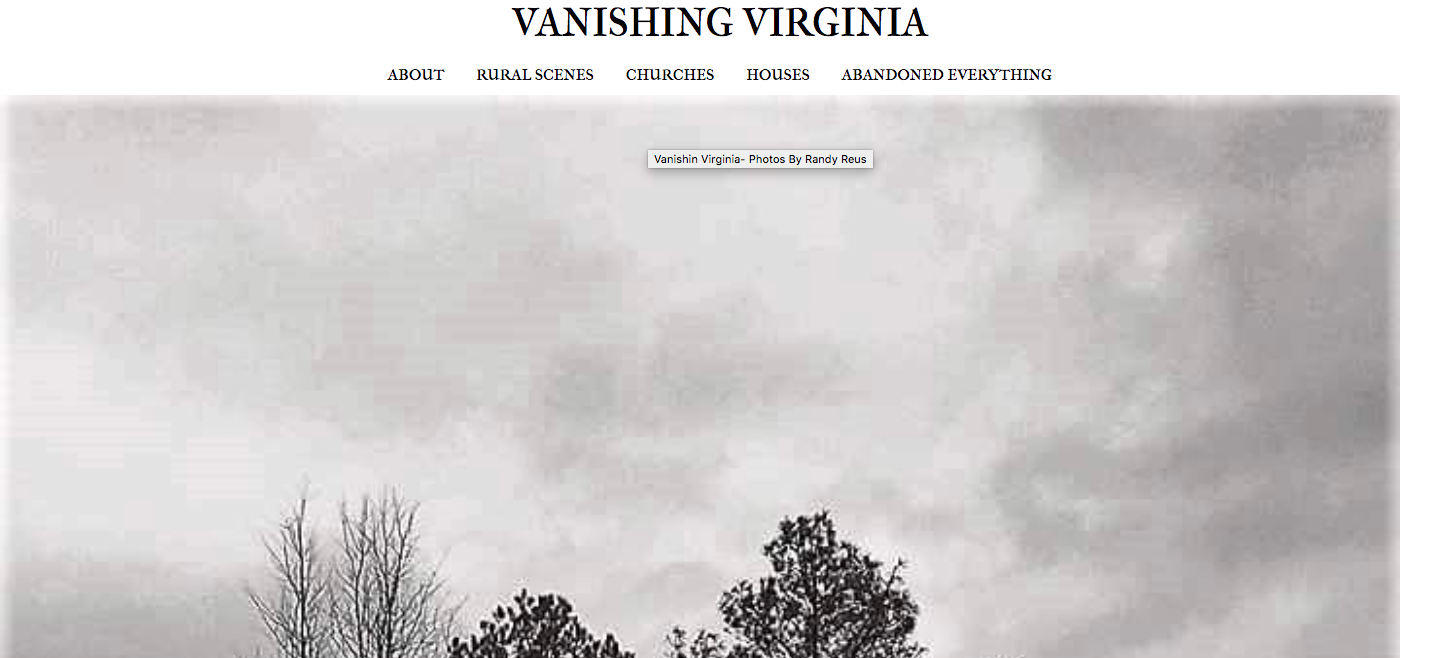 VANISHING VIRGINIA
ABOUT RURAL SCENES CHURCHES HOUSES ABANDONED EVERYTHING
Vanishin Virginia- Photos By Randy Reus